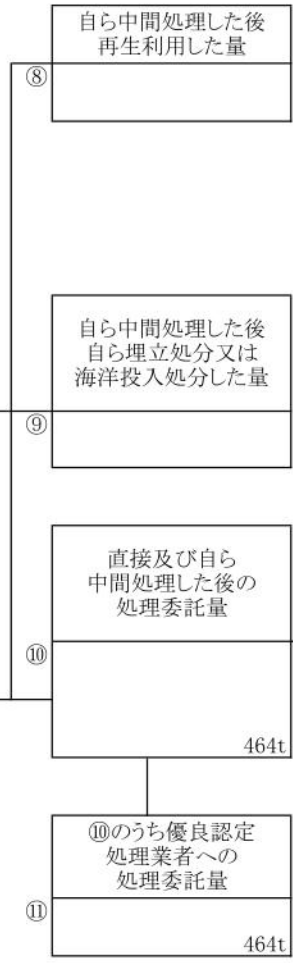 自ら中間処理した後
再生利用した量
⑧
自ら中間処理した後
自ら埋立処分又は
海洋投入処分した量
⑨
直接及び自ら
中間処理した後の
処理委託量
⑩
464t
⑩のうち優良認定
処理業者への
処理委託量
⑪
464t